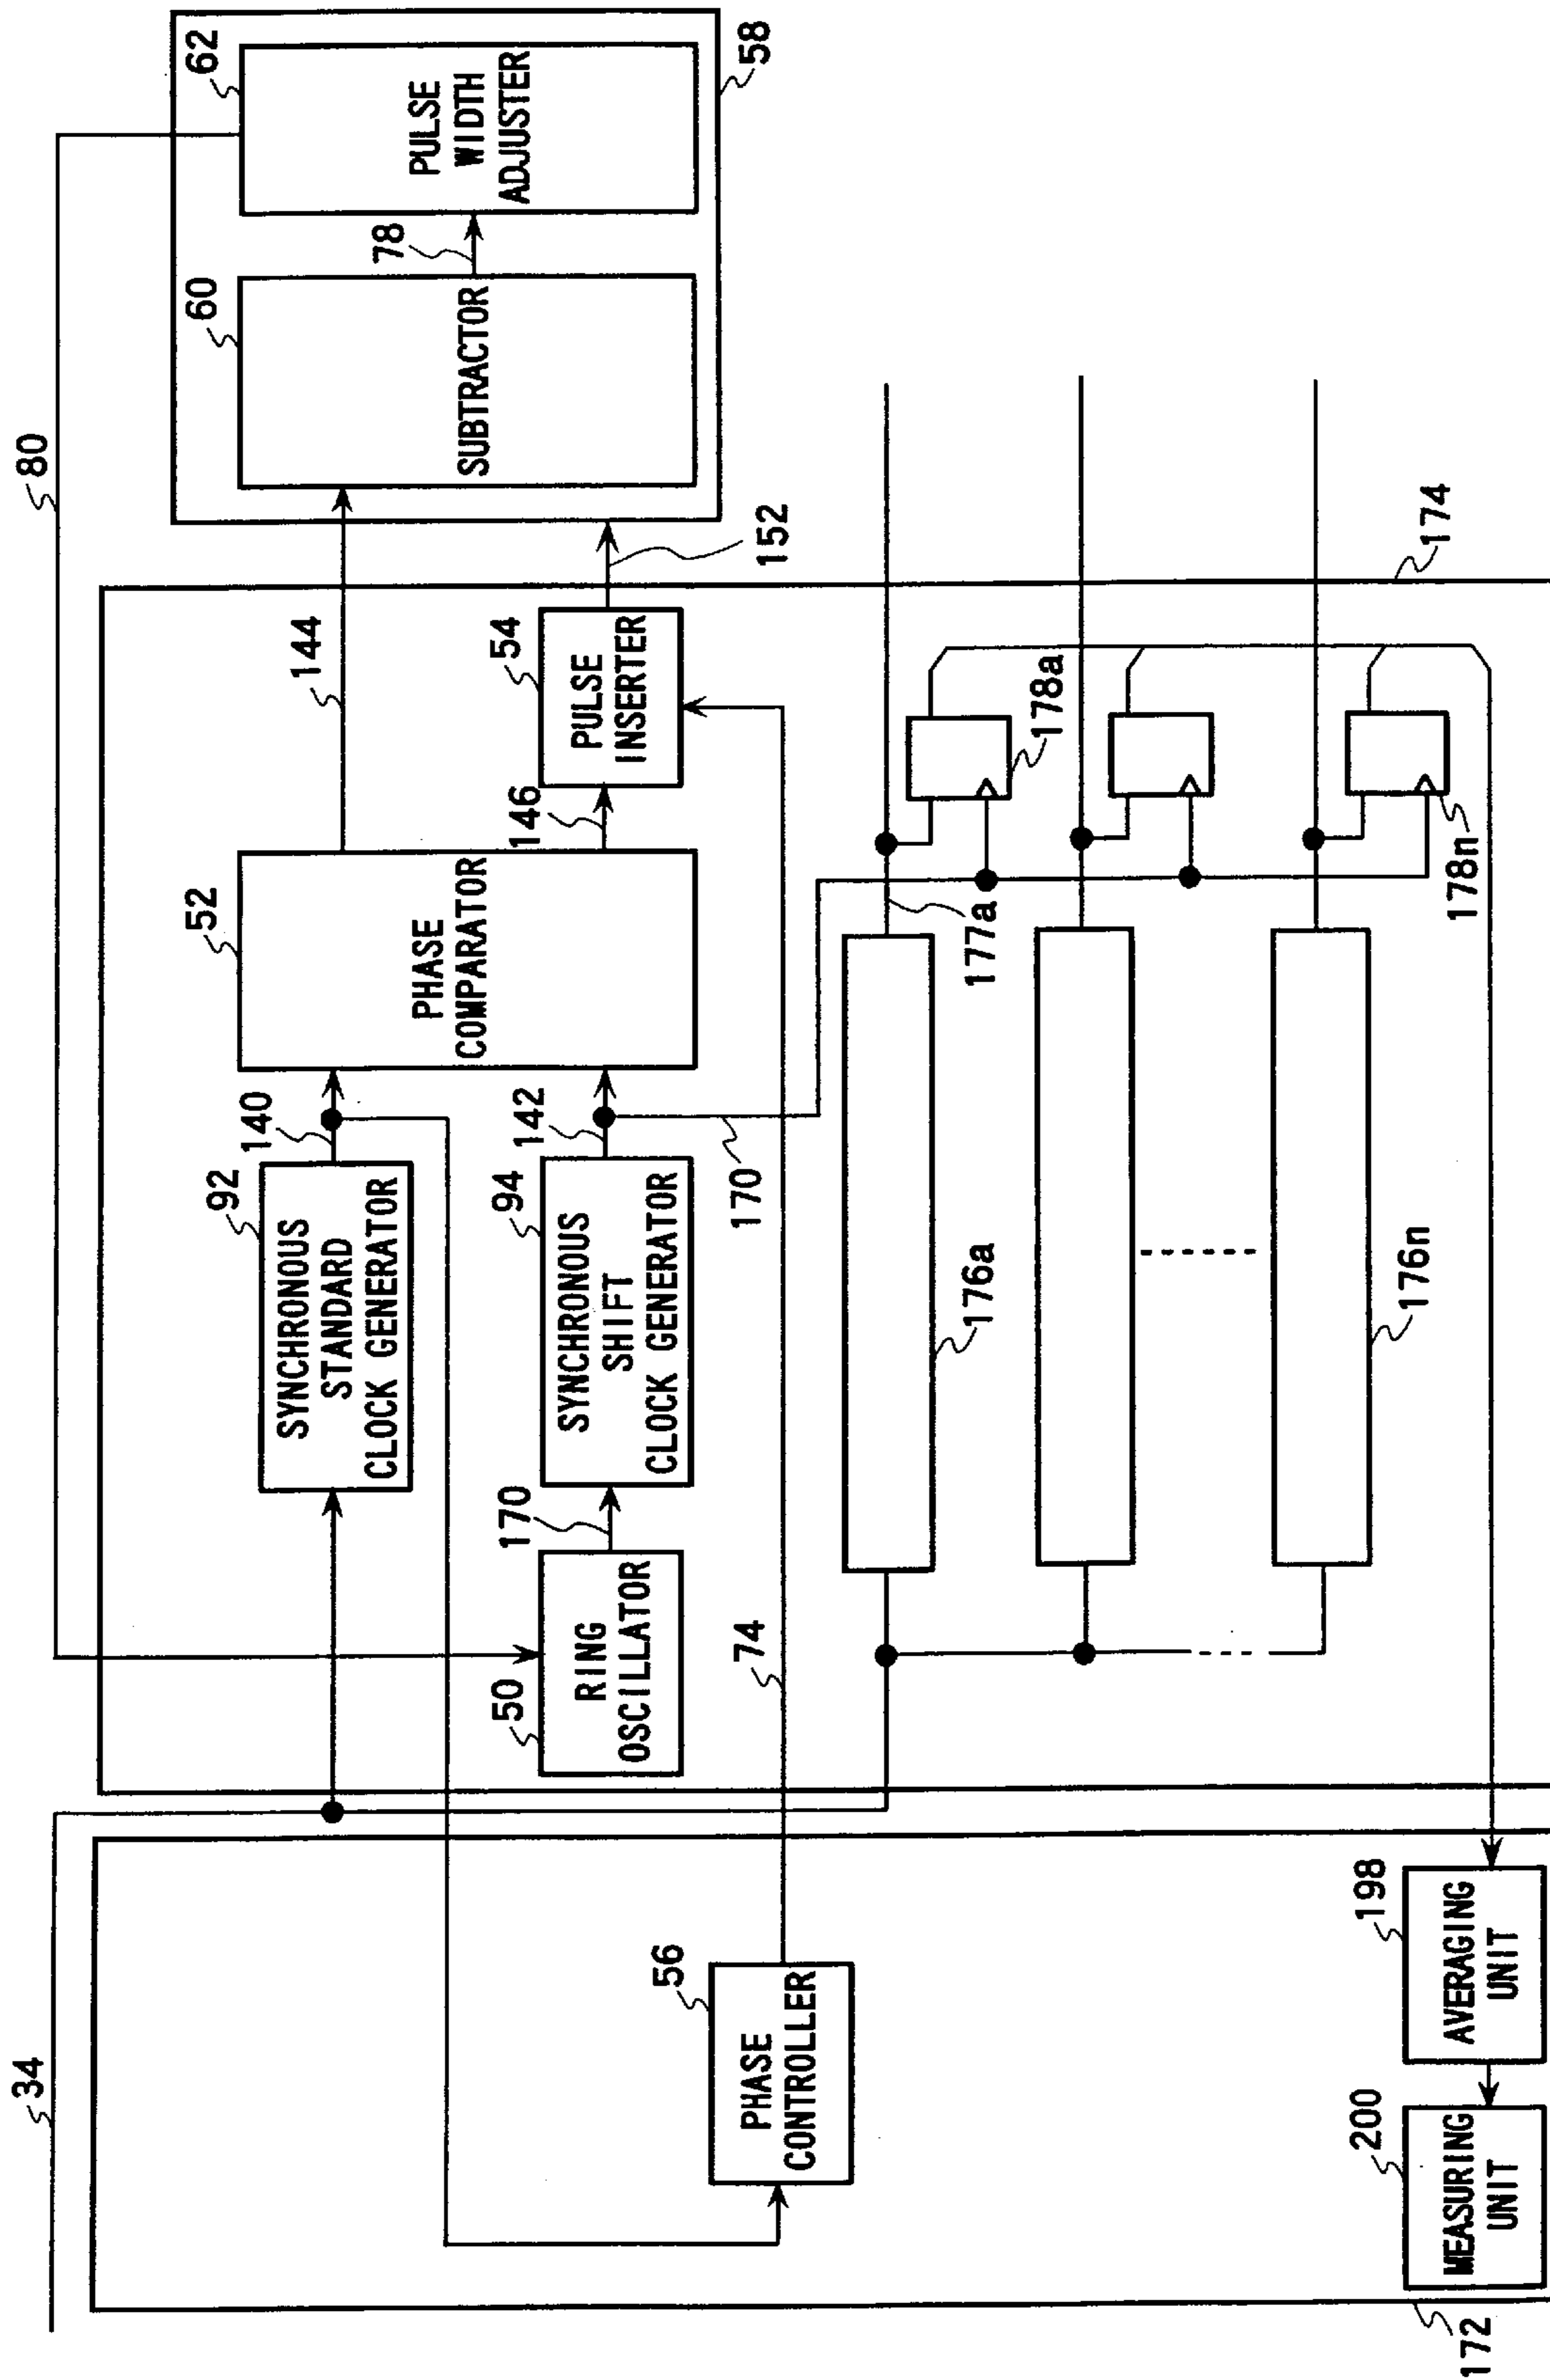 34
80
62
PULSE
WIDTH
ADJUSTER
58
60
SUBTRACTOR
78
144
152
174
54
PULSE
INSERTER
146
52
PHASE
COMPARATOR
140
142
92
SYNCHRONOUS
STANDARD
CLOCK GENERATOR
94
SYNCHRONOUS
SHIFT
CLOCK GENERATOR
170
50
RING
OSCILLATOR
170
74
56
PHASE
CONTROLLER
176a
177a
178a
176n
178n
198
AVERAGING
UNIT
200
MEASURING
UNIT
172